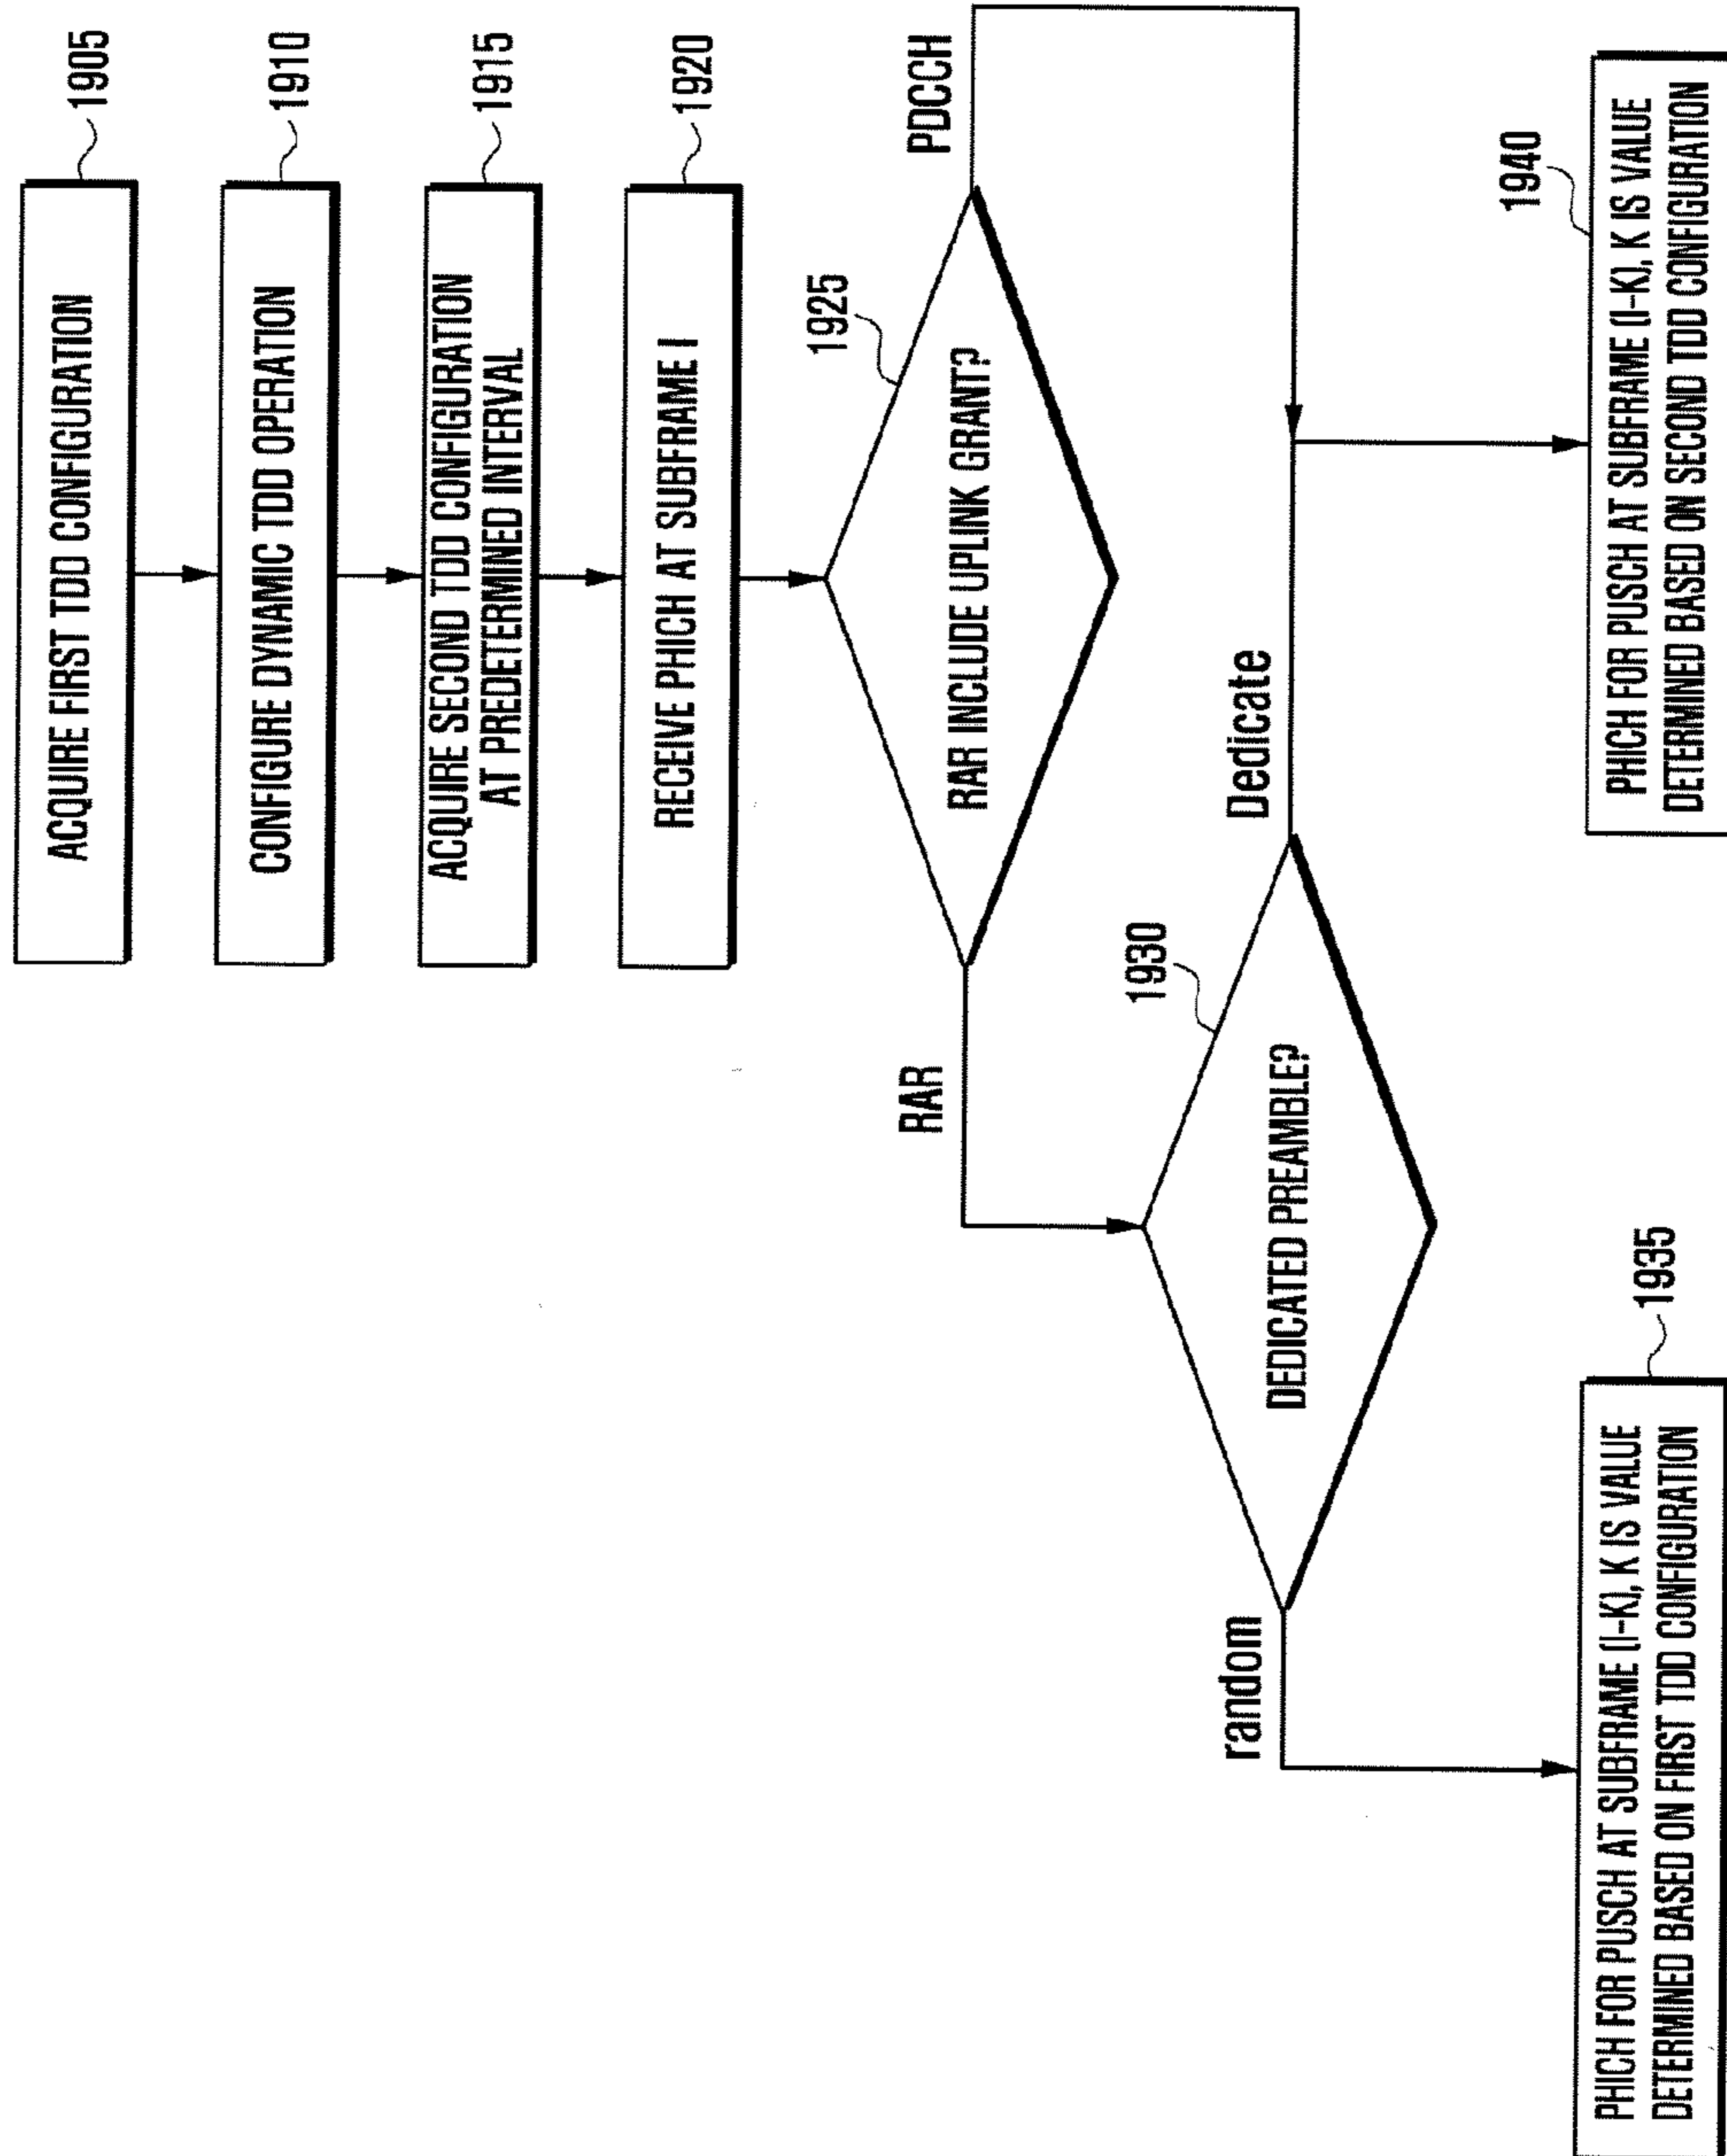 ACQUIRE FIRST TDD CONFIGURATION
1905
CONFIGURE DYNAMIC TDD OPERATION
1910
ACQUIRE SECOND TDD CONFIGURATION
AT PREDETERMINED INTERVAL
1915
RECEIVE PHICH AT SUBFRAME I
1920
1925
RAR INCLUDE UPLINK GRANT?
RAR
PDCCH
1930
DEDICATED PREAMBLE?
random
Dedicate
1935
PHICH FOR PUSCH AT SUBFRAME (I-K), K IS VALUE
DETERMINED BASED ON FIRST TDD CONFIGURATION
1940
PHICH FOR PUSCH AT SUBFRAME (I-K), K IS VALUE
DETERMINED BASED ON SECOND TDD CONFIGURATION